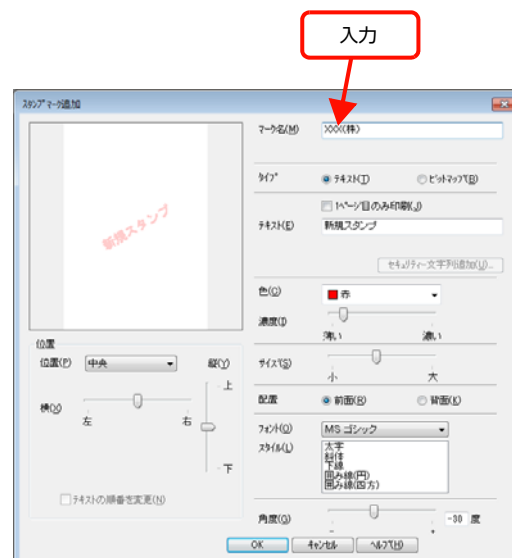 入力
スタンプマーク追加
マーク名(M)
XXX(株)
タイプ
テキスト(T)
ビットマップ(B)
1ページ目のみ印刷(J)
テキスト(E)
新規スタンプ
セキュリティー文字列追加(U)...
新規スタンプ
色(C)
赤
濃度(I)
薄い
濃い
位置
位置(P)
中央
縦(Y)
上
サイズ(S)
小
大
横(X)
左
右
配置
前面(R)
背面(K)
フォント(O)
MS ゴシック
下
スタイル(L)
太字
斜体
下線
囲み線(円)
囲み線(四方)
テキストの順番を変更(N)
角度(G)
-30 度
OK
キャンセル
ヘルプ(H)